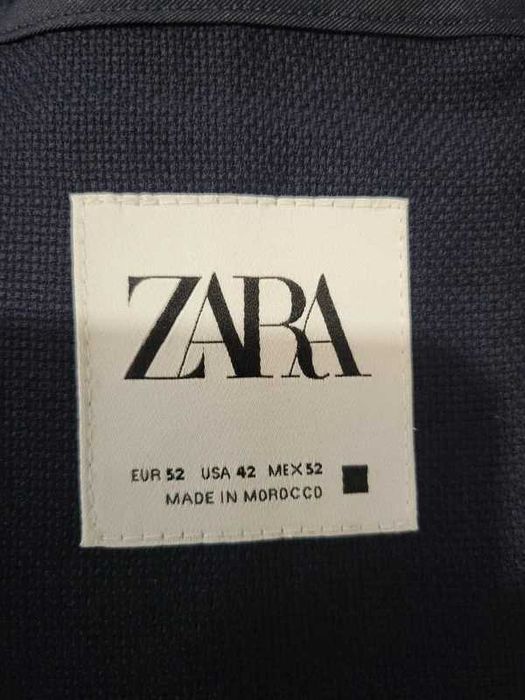 ZARA
EUR 52 USA 42 MEX 52
MADE IN MOROCCO